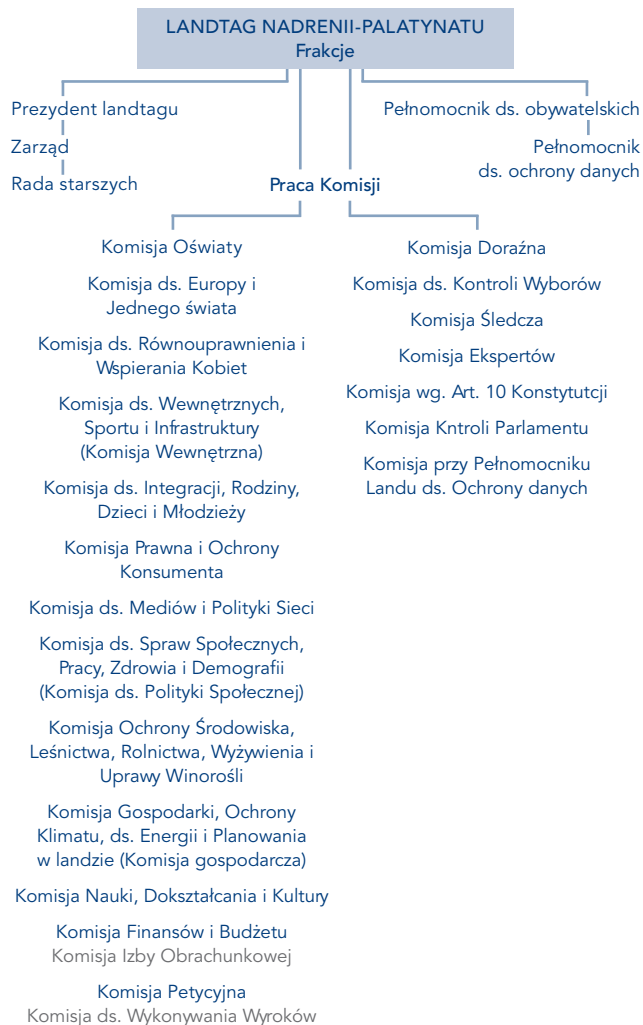 LANDTAG NADRENII-PALATYNATU
Frakcje
Prezydent landtagu
Zarząd
Rada starszych
Pełnomocnik ds. obywatelskich
Pełnomocnik
ds. ochrony danych
Praca Komisji
Komisja Oświaty
Komisja ds. Europy i
Jednego świata
Komisja ds. Równouprawnienia i
Wspierania Kobiet
Komisja ds. Wewnętrznych,
Sportu i Infrastruktury
(Komisja Wewnętrzna)
Komisja ds. Integracji, Rodziny,
Dzieci i Młodzieży
Komisja Prawna i Ochrony
Konsumenta
Komisja ds. Mediów i Polityki Sieci
Komisja ds. Spraw Społecznych,
Pracy, Zdrowia i Demografii
(Komisja ds. Polityki Społecznej)
Komisja Ochrony Środowiska,
Leśnictwa, Rolnictwa, Wyżywienia i
Uprawy Winorośli
Komisja Gospodarki, Ochrony
Klimatu, ds. Energii i Planowania
w landzie (Komisja gospodarcza)
Komisja Nauki, Dokształcania i Kultury
Komisja Finansów i Budżetu
Komisja Izby Obrachunkowej
Komisja Petycyjna
Komisja ds. Wykonywania Wyroków
Komisja Doraźna
Komisja ds. Kontroli Wyborów
Komisja Śledcza
Komisja Ekspertów
Komisja wg. Art. 10 Konstytutcji
Komisja Kntroli Parlamentu
Komisja przy Pełnomocniku
Landu ds. Ochrony danych